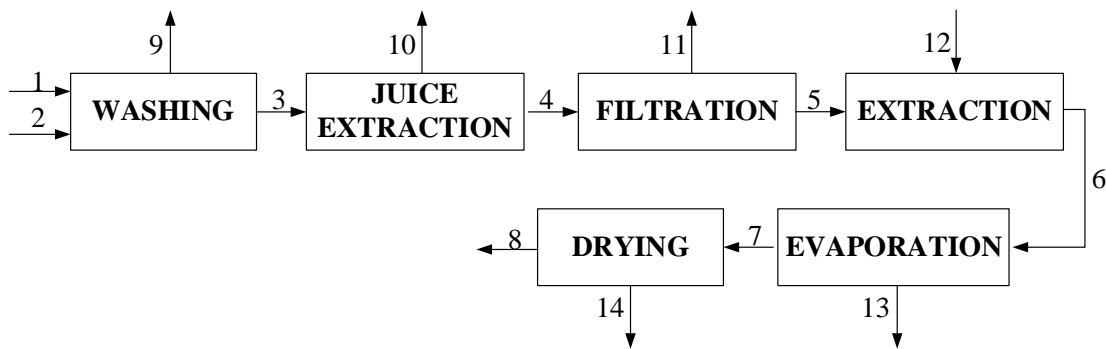 9
10
11
12
1
2
WASHING
3
JUICE
EXTRACTION
4
FILTRATION
5
EXTRACTION
6
8
DRYING
7
EVAPORATION
14
13